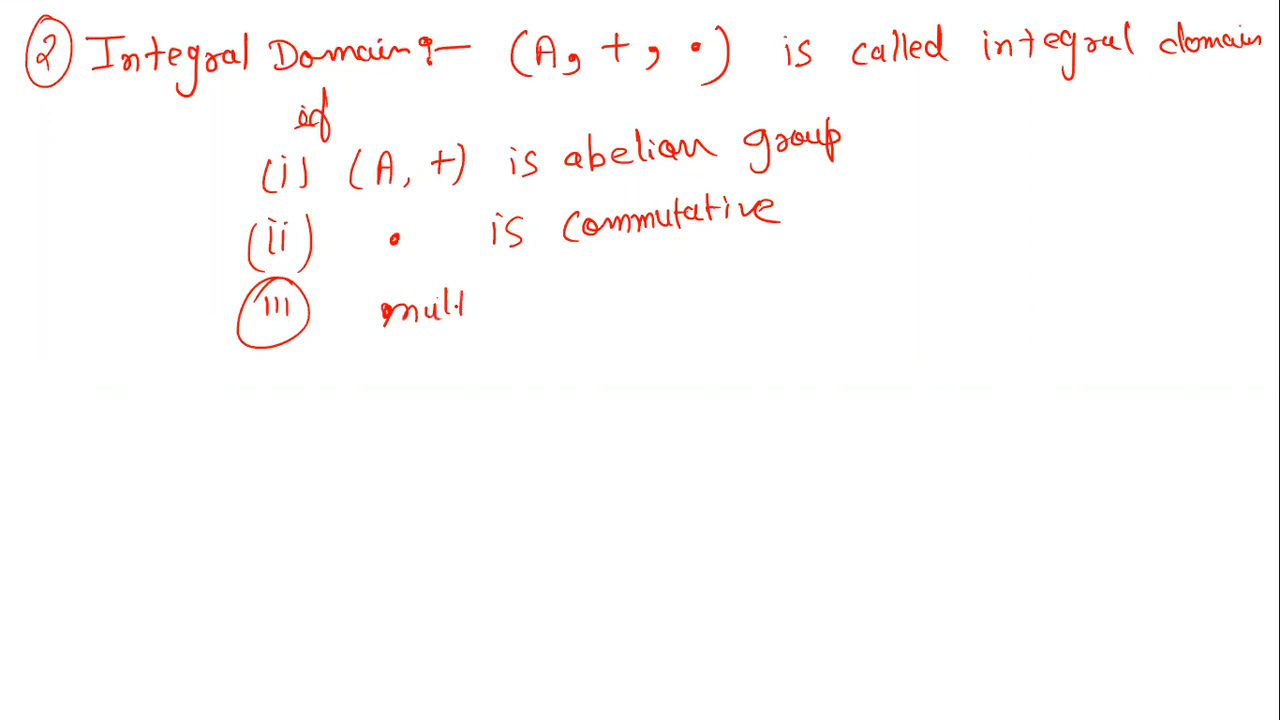 ② Integral Domain :- (A, +, •) is called integral domain
if
(i) (A, +) is abelian group
(ii) • is commutative
(iii) mult